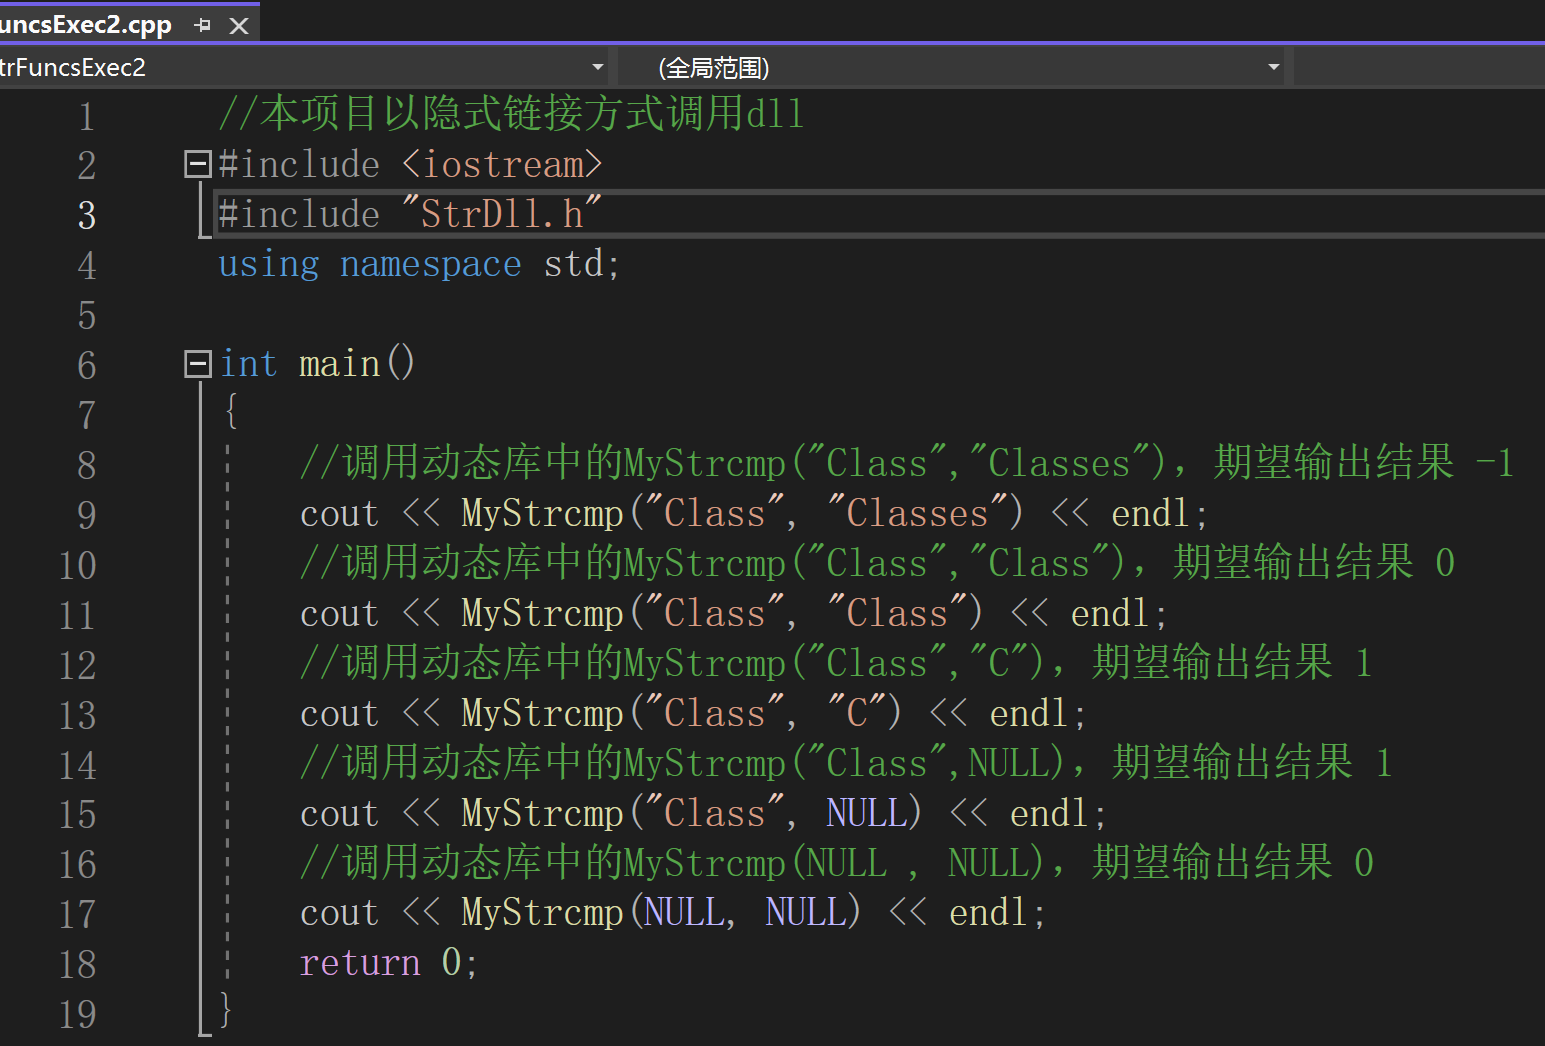 uncsExec2.cpp
trFuncsExec2 (全局范围)
1 //本项目以隐式链接方式调用dll
2 #include <iostream>
3 #include "StrDll.h"
4 using namespace std;
5
6 int main()
7 {
8 //调用动态库中的MyStrcmp("Class","Classes"), 期望输出结果 -1
9 cout << MyStrcmp("Class", "Classes") << endl;
10 //调用动态库中的MyStrcmp("Class","Class"), 期望输出结果 0
11 cout << MyStrcmp("Class", "Class") << endl;
12 //调用动态库中的MyStrcmp("Class","C"), 期望输出结果 1
13 cout << MyStrcmp("Class", "C") << endl;
14 //调用动态库中的MyStrcmp("Class",NULL), 期望输出结果 1
15 cout << MyStrcmp("Class", NULL) << endl;
16 //调用动态库中的MyStrcmp(NULL , NULL), 期望输出结果 0
17 cout << MyStrcmp(NULL, NULL) << endl;
18 return 0;
19 }